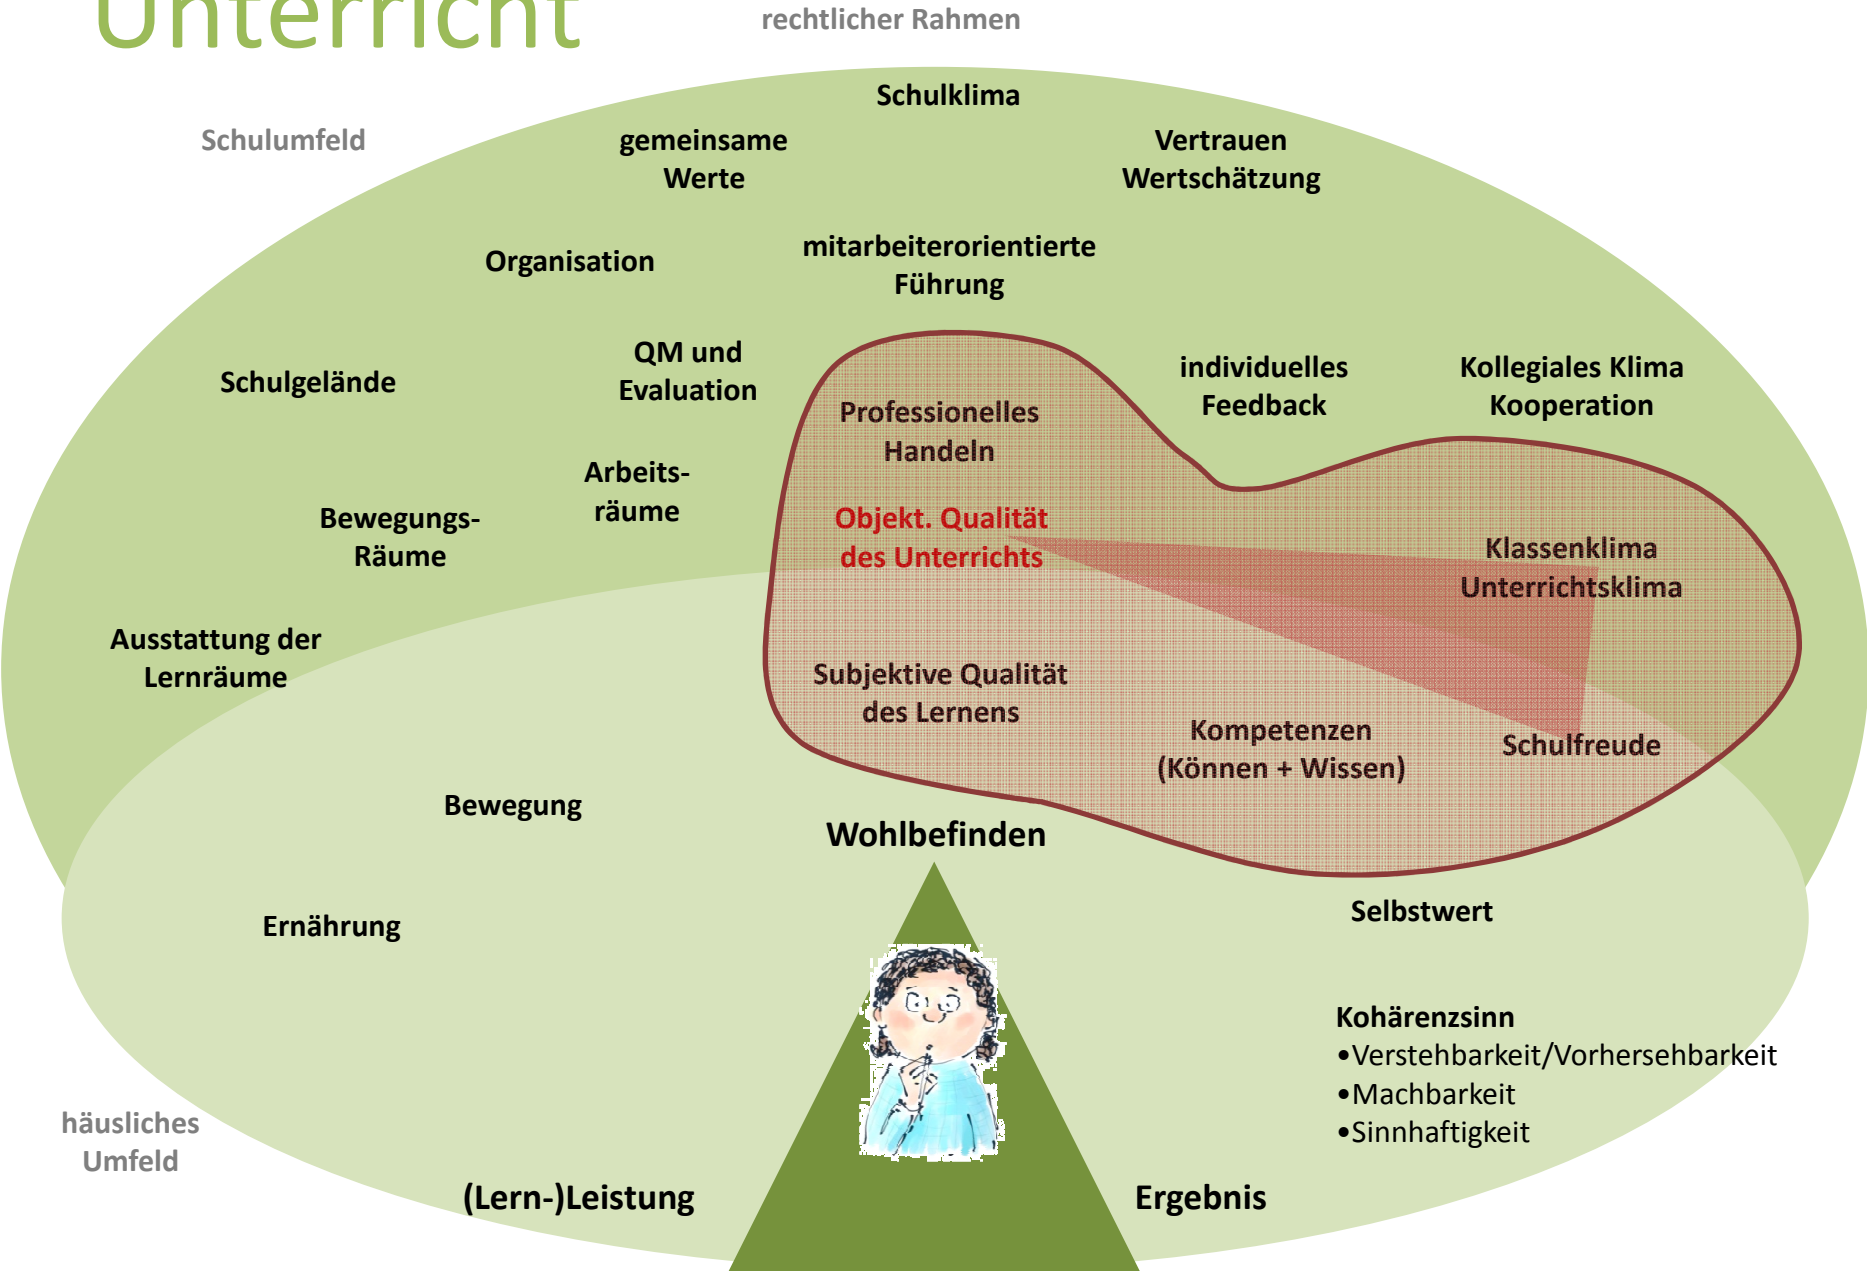 Unterricht
rechtlicher Rahmen
Schulklima
Schulumfeld
gemeinsame
Werte
Vertrauen
Wertschätzung
Organisation
mitarbeiterorientierte
Führung
Schulgelände
QM und
Evaluation
individuelles
Feedback
Kollegiales Klima
Kooperation
Professionelles
Handeln
Arbeits-
räume
Bewegungs-
Räume
Objekt. Qualität
des Unterrichts
Klassenklima
Unterrichtsklima
Ausstattung der
Lernräume
Subjektive Qualität
des Lernens
Kompetenzen
(Können + Wissen)
Schulfreude
Bewegung
Wohlbefinden
Ernährung
Selbstwert
Kohärenzsinn
•Verstehbarkeit/Vorhersehbarkeit
•Machbarkeit
•Sinnhaftigkeit
häusliches
Umfeld
(Lern-)Leistung
Ergebnis